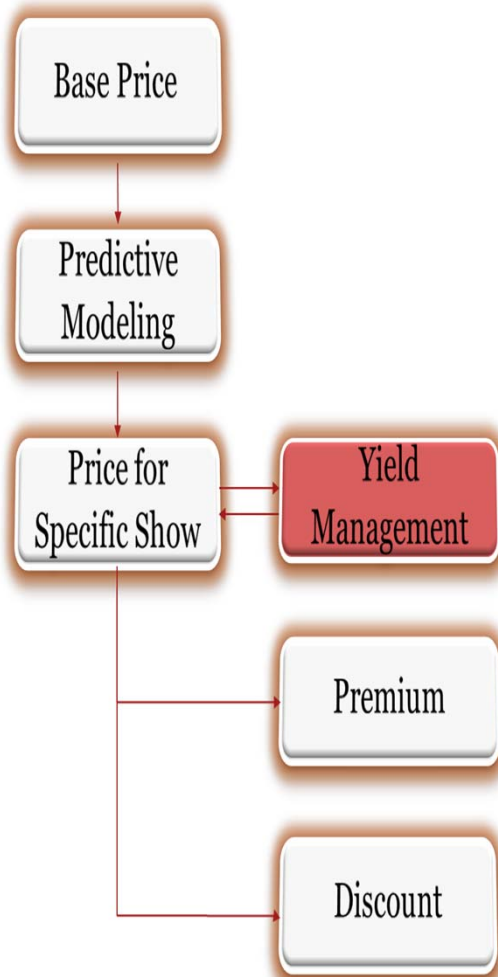 Base Price
Predictive
Modeling
Price for
Specific Show
Yield
Management
Premium
Discount